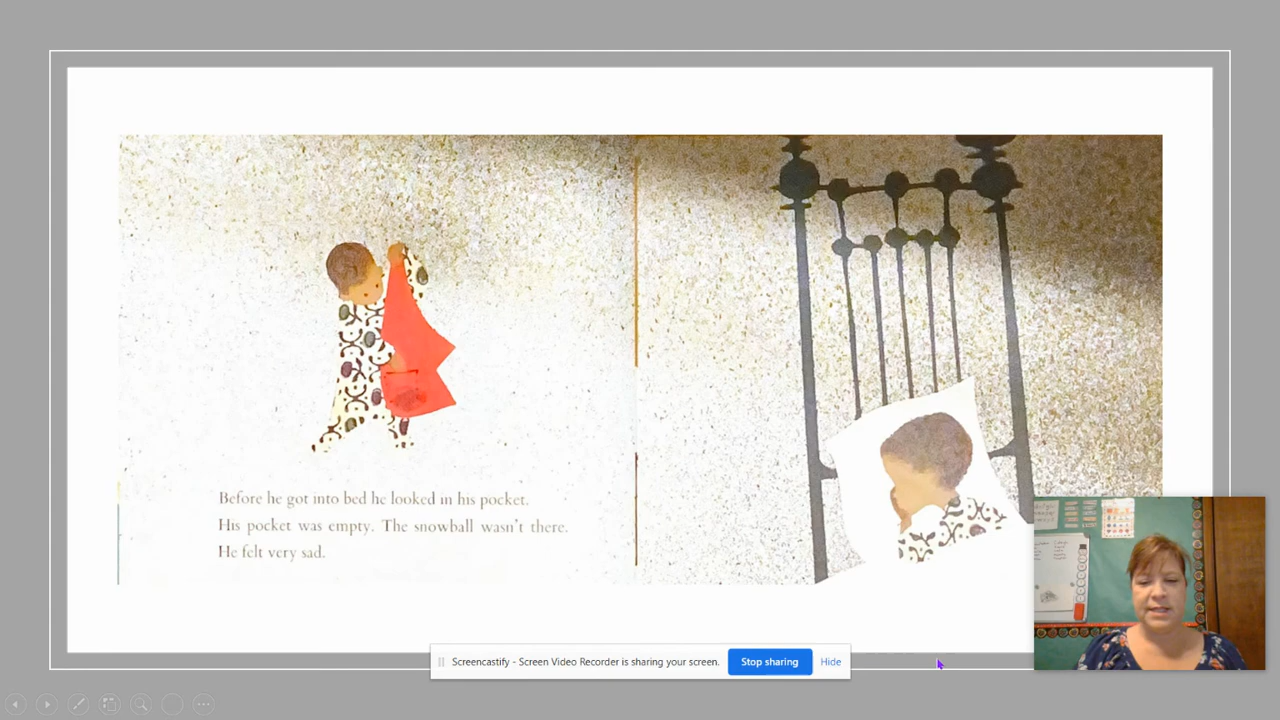 Before he got into bed he looked in his pocket.
His pocket was empty. The snowball wasn't there.
He felt very sad.
Screencastify - Screen Video Recorder is sharing your screen.
Stop sharing
Hide